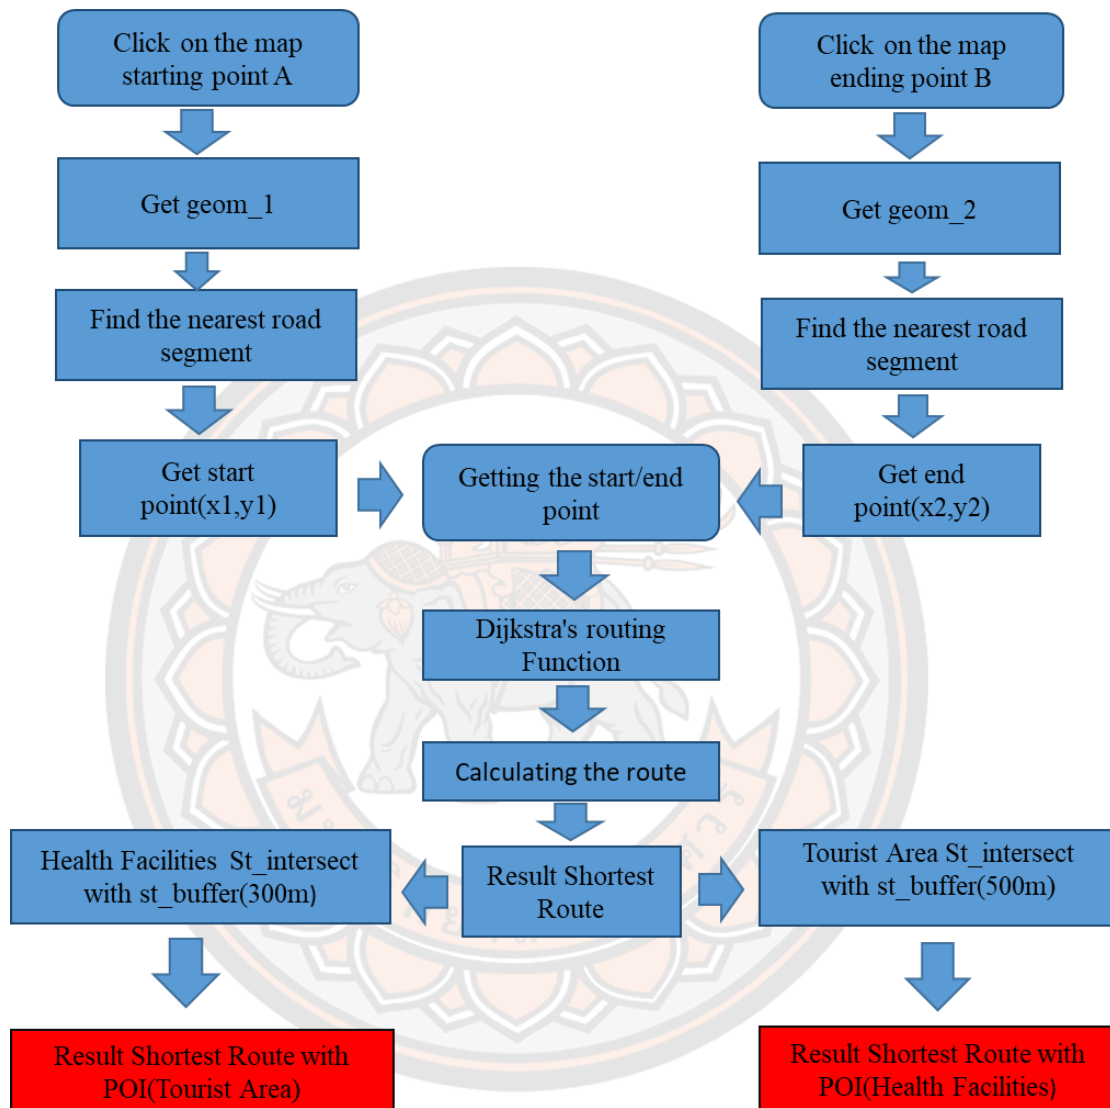 Click on the map
starting point A
Click on the map
ending point B
Get geom_1
Get geom_2
Find the nearest road
segment
Find the nearest road
segment
Get start
point(x1,y1)
Getting the start/end
point
Get end
point(x2,y2)
Dijkstra's routing
Function
Calculating the route
Health Facilities St_intersect
with st_buffer(300m)
Result Shortest
Route
Tourist Area St_intersect
with st_buffer(500m)
Result Shortest Route with
POI(Tourist Area)
Result Shortest Route with
POI(Health Facilities)